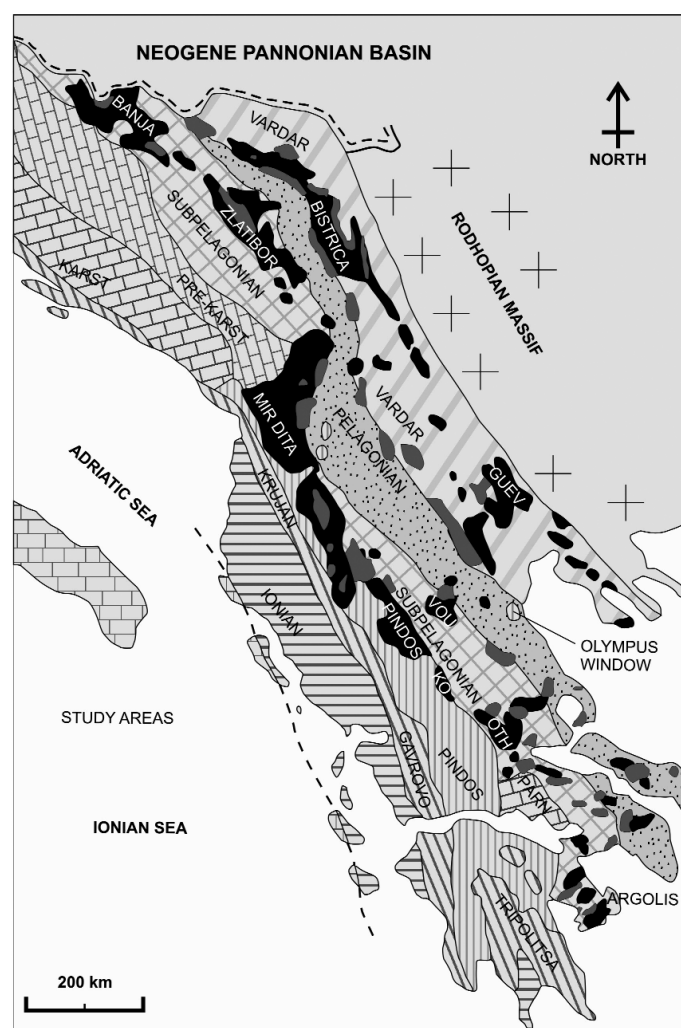 NEOGENE PANNONIAN BASIN
BANJA
VARDAR
NORTH
ZLATIBOR
BISTRICA
SUBPELAGONIAN
RODHOPIAN MASSIF
KARST
PRE-KARST
MIR DITA
PELAGONIAN
VARDAR
ADRIATIC SEA
KRUJAN
GUEV
IONIAN
SUBPELAGONIAN
VOU
PINDOS
OLYMPUS
WINDOW
KO
STUDY AREAS
OTH
GAVROVO
PINDOS
PARN
IONIAN SEA
TRIPOLITSA
ARGOLIS
200 km